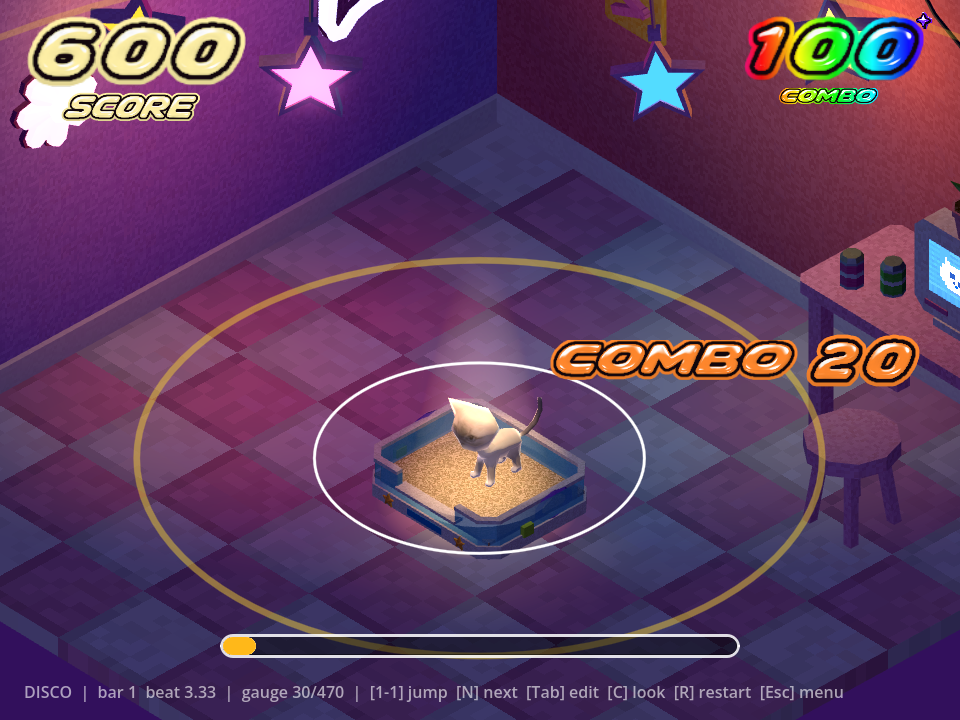 600
SCORE
100
COMBO
COMBO 20
DISCO | bar 1 beat 3.33 | gauge 30/470 | [1-1] jump [N] next [Tab] edit [C] look [R] restart [Esc] menu